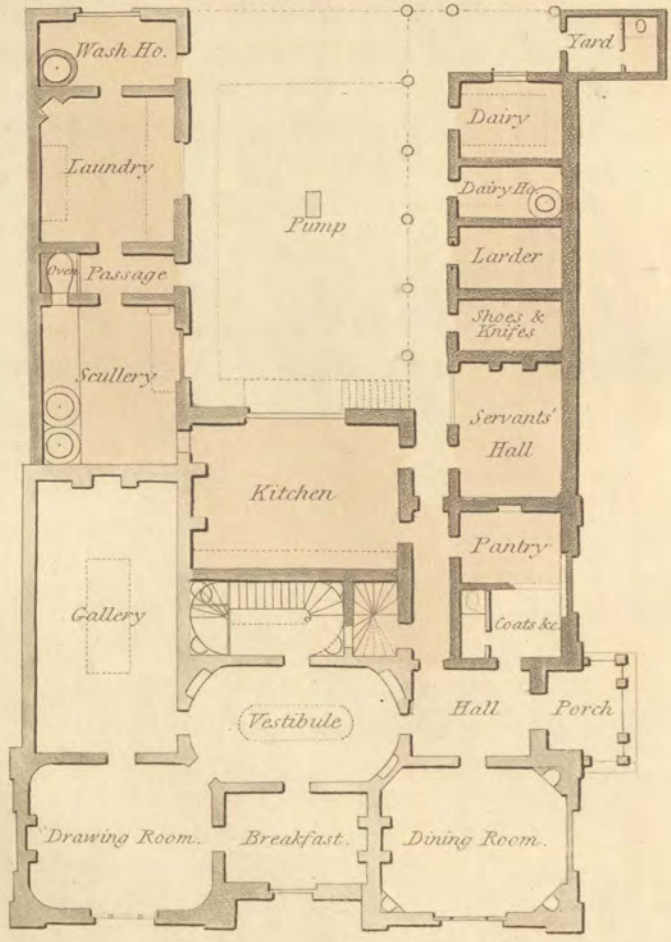 Wash Ho.
Yard
Dairy
Laundry
Dairy Ho.
Pump
Oven
Passage
Larder
Shoes &
Knifes
Scullery
Servants'
Hall
Kitchen
Pantry
Gallery
Coats &c.
Vestibule
Hall
Porch
Drawing Room.
Breakfast.
Dining Room.